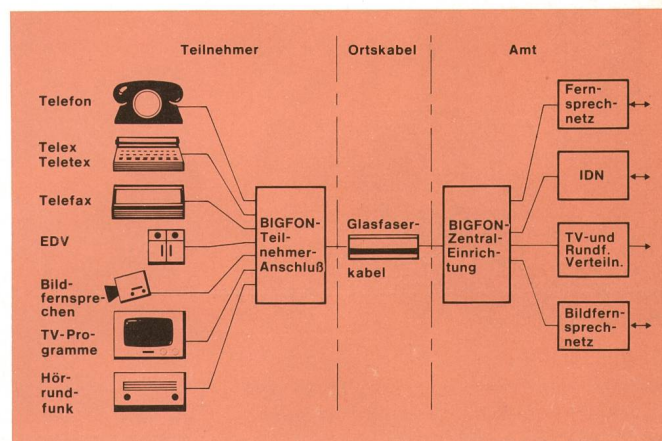 Teilnehmer
Ortskabel
Amt
Telefon
Telex
Teletex
Telefax
EDV
Bild-
fernspre-
chen
TV-Pro-
gramme
Hör-
rund-
funk
BIGFON-
Teil-
nehmer-
Anschluß
Glasfaser-
kabel
BIGFON-
Zentral-
Einrich-
tung
Fern-
sprech-
netz
IDN
TV-und
Rundf.
Verteiln.
Bildfern-
sprech-
netz